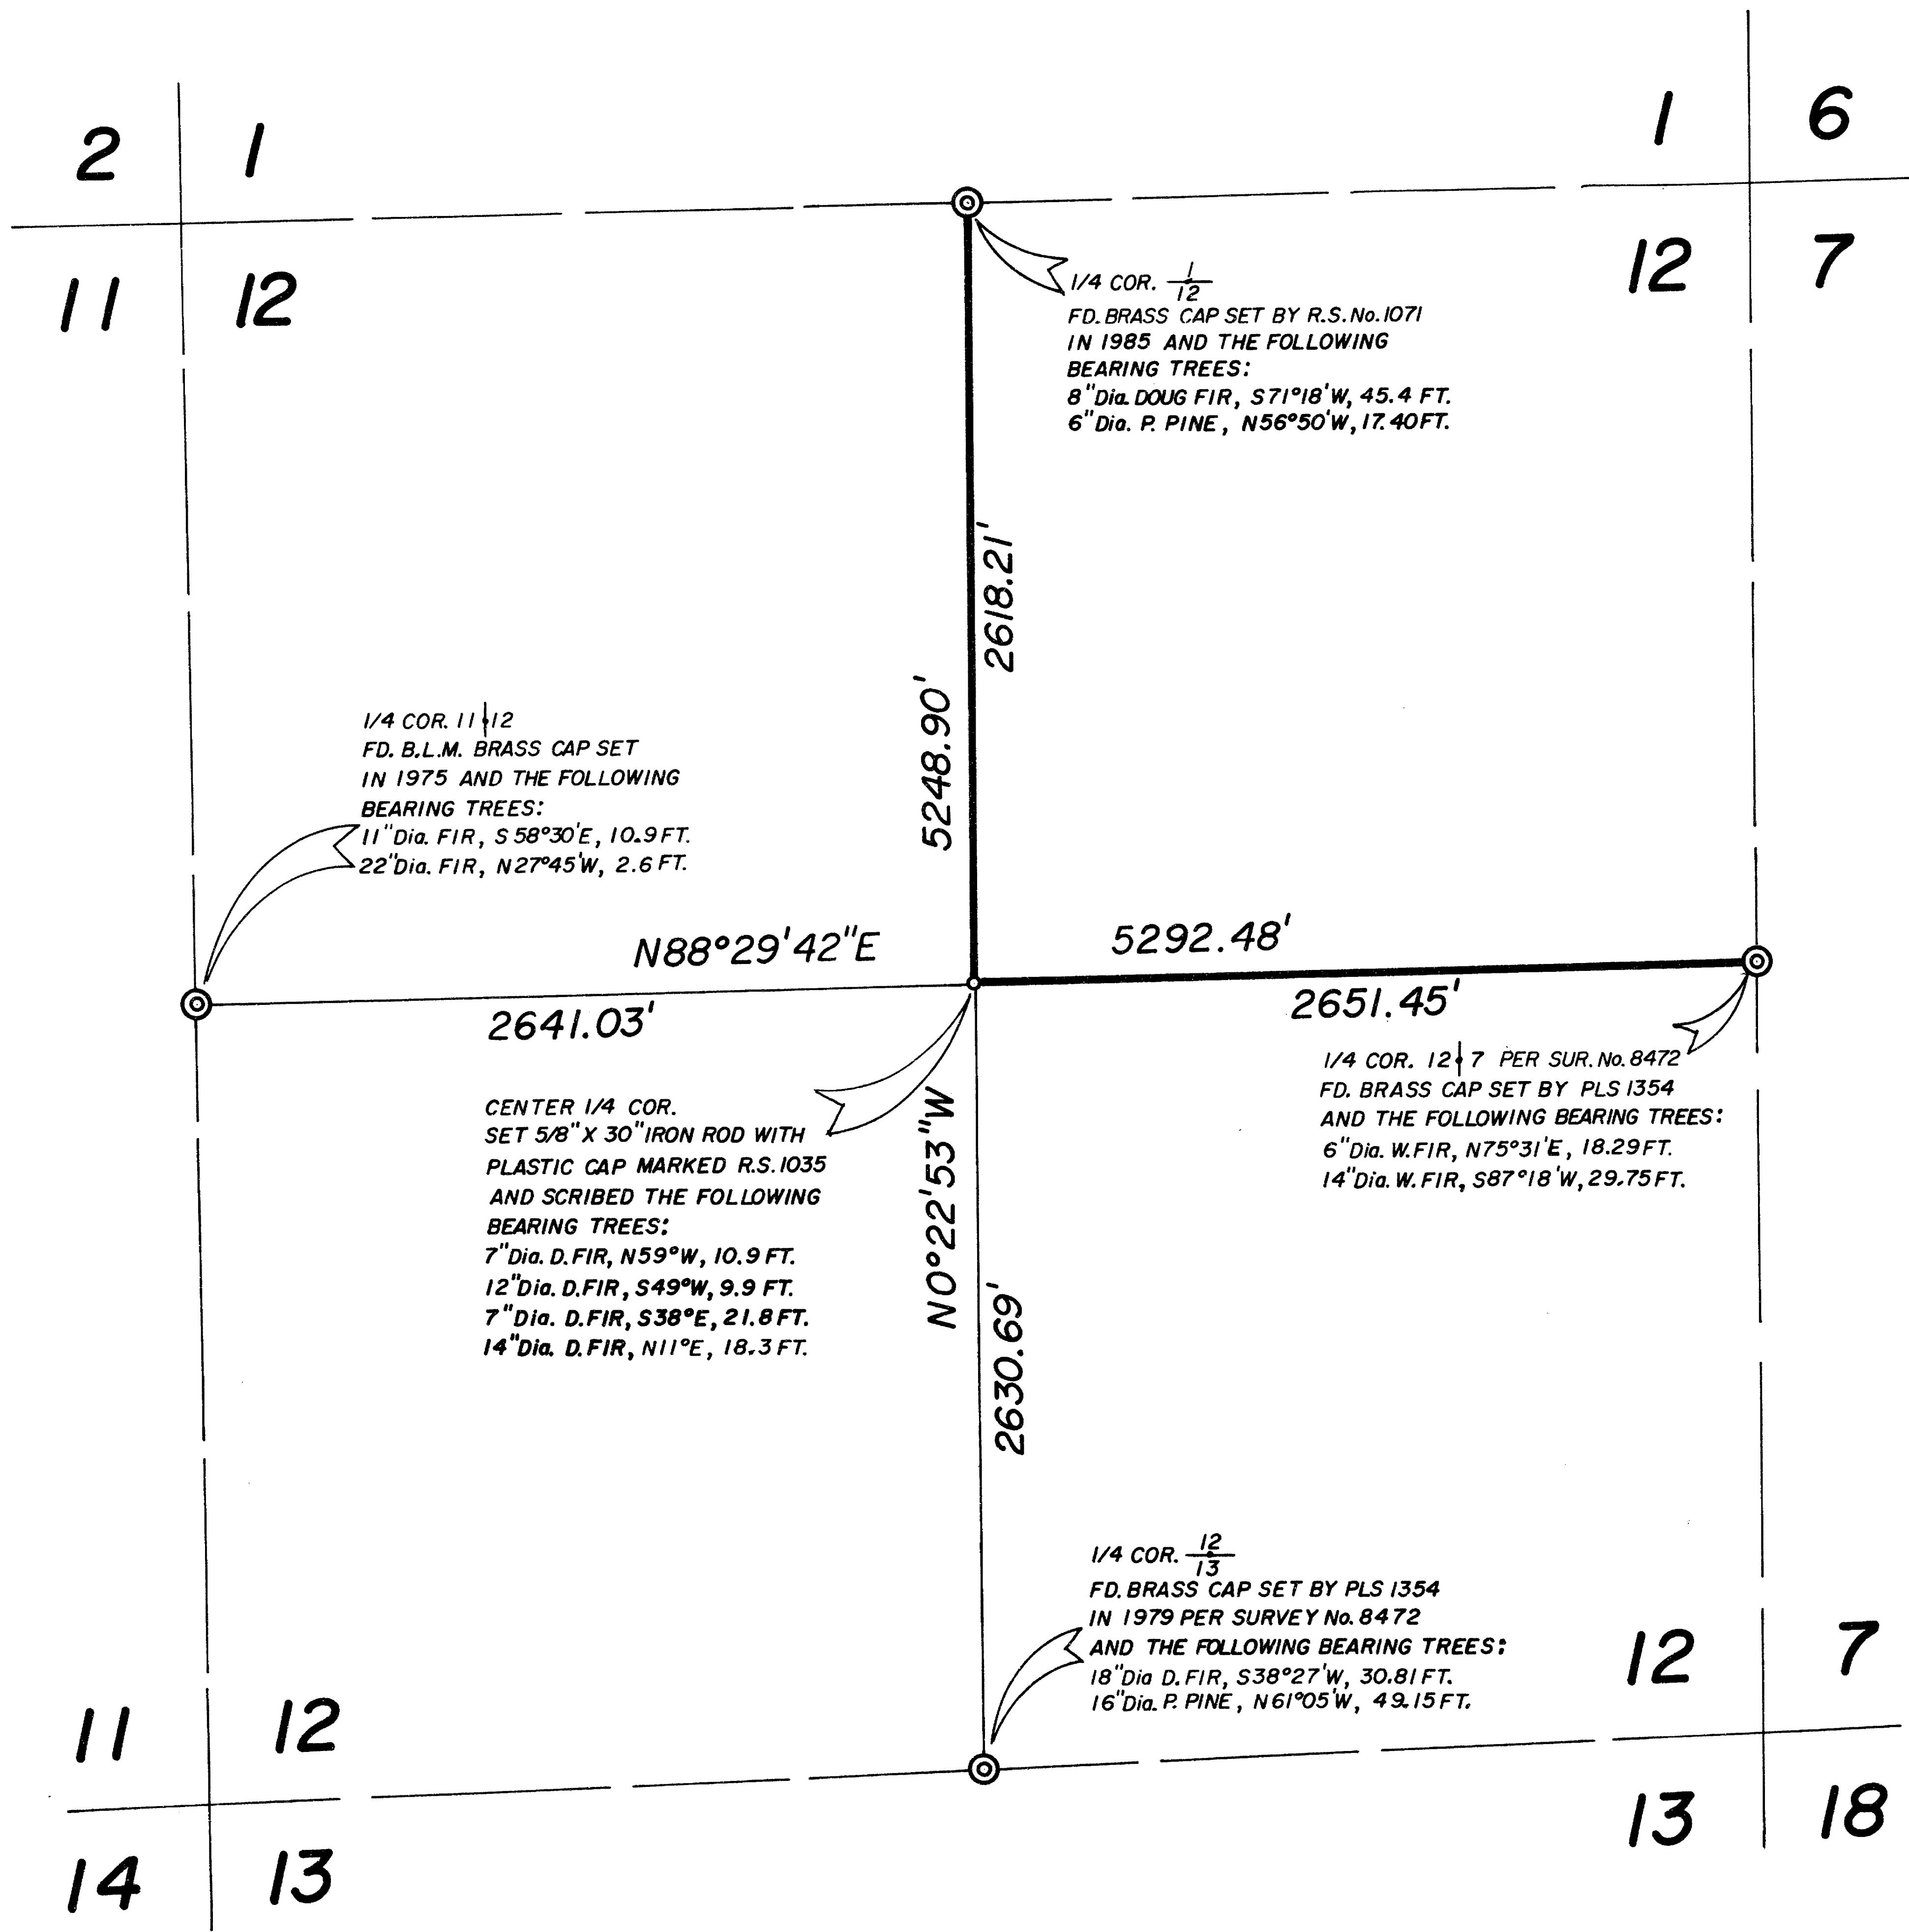 2 1
1 6
11 12
12 7
1/4 COR. 1/12
FD. BRASS CAP SET BY R.S. No. 1071
IN 1985 AND THE FOLLOWING
BEARING TREES:
8"Dia. DOUG FIR, S71°18'W, 45.4 FT.
6"Dia. P. PINE, N56°50'W, 17.40 FT.
2618.21'
5248.90'
1/4 COR. 11|12
FD. B.L.M. BRASS CAP SET
IN 1975 AND THE FOLLOWING
BEARING TREES:
11"Dia. FIR, S 58°30'E, 10.9 FT.
22"Dia. FIR, N27°45'W, 2.6 FT.
N88°29'42"E
5292.48'
2641.03'
2651.45'
1/4 COR. 12|7 PER SUR. No. 8472
FD. BRASS CAP SET BY PLS 1354
AND THE FOLLOWING BEARING TREES:
6"Dia. W. FIR, N75°31'E, 18.29 FT.
14"Dia. W. FIR, S87°18'W, 29.75 FT.
CENTER 1/4 COR.
SET 5/8" X 30" IRON ROD WITH
PLASTIC CAP MARKED R.S. 1035
AND SCRIBED THE FOLLOWING
BEARING TREES:
7"Dia. D. FIR, N59°W, 10.9 FT.
12"Dia. D. FIR, S49°W, 9.9 FT.
7"Dia. D. FIR, S38°E, 21.8 FT.
14"Dia. D. FIR, N11°E, 18.3 FT.
N0°22'53"W
2630.69'
1/4 COR. 12/13
FD. BRASS CAP SET BY PLS 1354
IN 1979 PER SURVEY No. 8472
AND THE FOLLOWING BEARING TREES:
18"Dia D. FIR, S38°27'W, 30.81 FT.
16"Dia. P. PINE, N61°05'W, 49.15 FT.
11 12
12 7
14 13
13 18